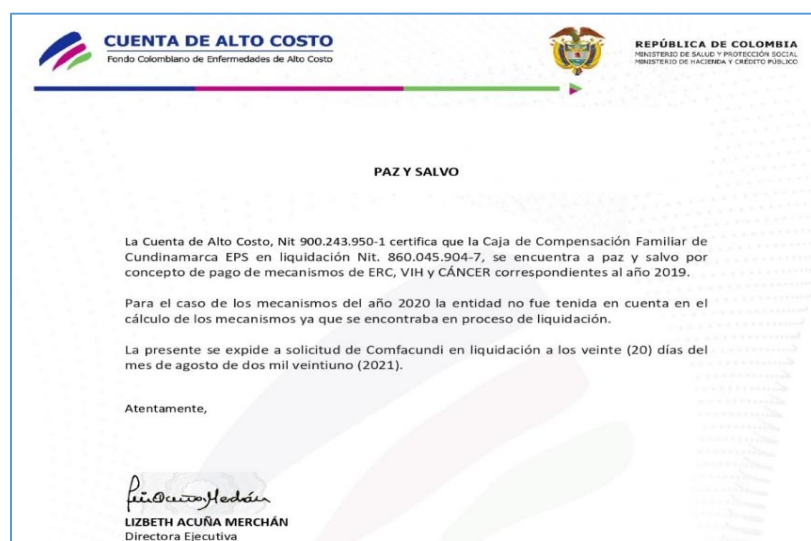 CUENTA DE ALTO COSTO
Fondo Colombiano de Enfermedades de Alto Costo
REPÚBLICA DE COLOMBIA
MINISTERIO DE SALUD Y PROTECCIÓN SOCIAL
MINISTERIO DE HACIENDA Y CRÉDITO PÚBLICO
PAZ Y SALVO
La Cuenta de Alto Costo, Nit 900.243.950-1 certifica que la Caja de Compensación Familiar de
Cundinamarca EPS en liquidación Nit. 860.045.904-7, se encuentra a paz y salvo por
concepto de pago de mecanismos de ERC, VIH y CÁNCER correspondientes al año 2019.
Para el caso de los mecanismos del año 2020 la entidad no fue tenida en cuenta en el
cálculo de los mecanismos ya que se encontraba en proceso de liquidación.
La presente se expide a solicitud de Comfacundi en liquidación a los veinte (20) días del
mes de agosto de dos mil veintiuno (2021).
Atentamente,
LIZBETH ACUÑA MERCHÁN
Directora Ejecutiva